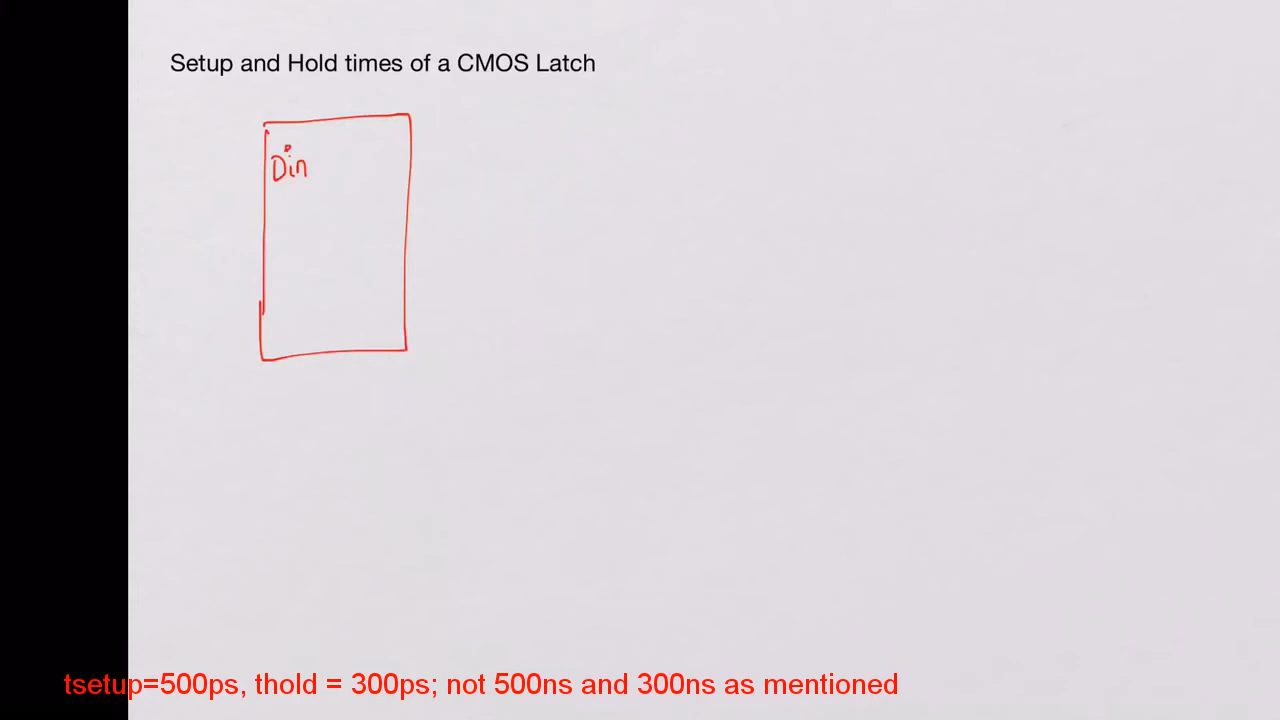 Setup and Hold times of a CMOS Latch
Din
tsetup=500ps, thold = 300ps; not 500ns and 300ns as mentioned